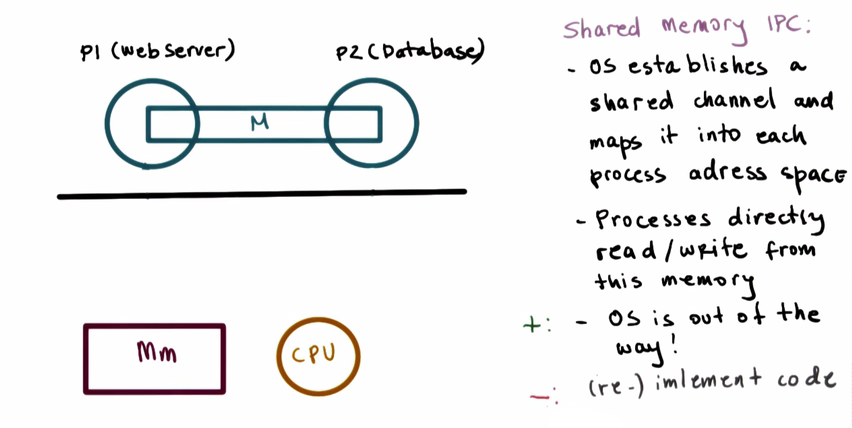 P1 (web server)
P2 (Database)
M
Mm
CPU
Shared Memory IPC:
- OS establishes a
shared channel and
maps it into each
process adress space
- Processes directly
read/write from
this memory
+: - OS is out of the
way!
-: (re-) imlement code